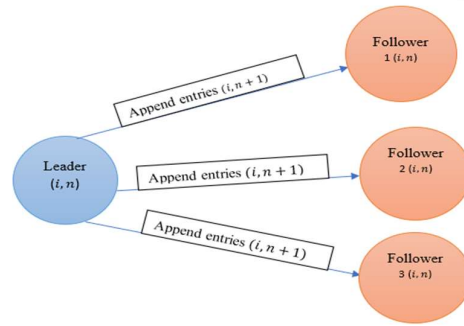 Follower
1 (i, n)
Append entries (i, n + 1)
Leader
(i, n)
Append entries (i, n + 1)
Follower
2 (i, n)
Append entries (i, n + 1)
Follower
3 (i, n)